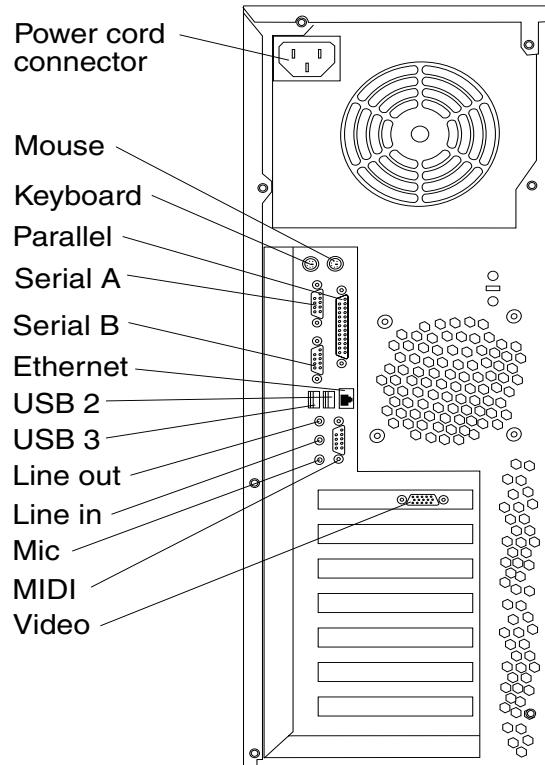 Power cord
connector
Mouse
Keyboard
Parallel
Serial A
Serial B
Ethernet
USB 2
USB 3
Line out
Line in
Mic
MIDI
Video